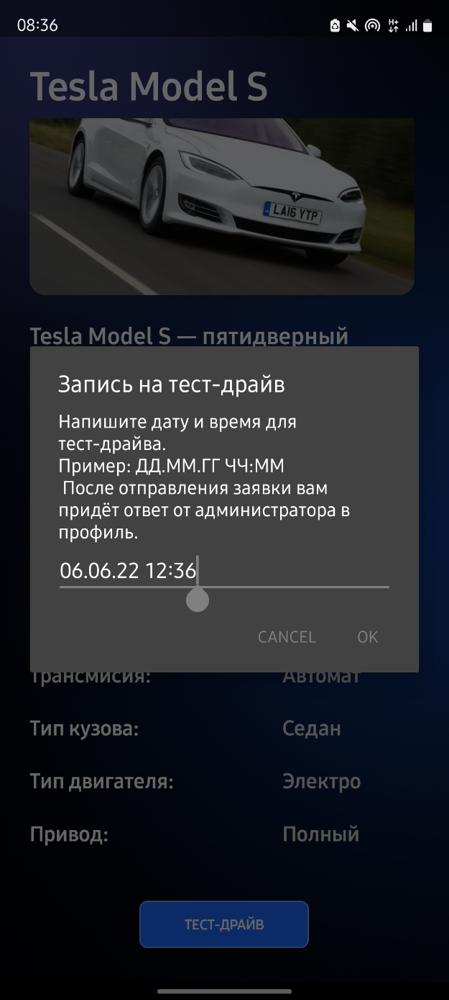 08:36
Tesla Model S
LA16 YTP
Tesla Model S — пятидверный
Запись на тест-драйв
Напишите дату и время для
тест-драйва.
Пример: ДД.ММ.ГГ ЧЧ:ММ
После отправления заявки вам
придёт ответ от администратора в
профиль.
06.06.22 12:36
CANCEL OK
Трансмисия: Автомат
Тип кузова: Седан
Тип двигателя: Электро
Привод: Полный
ТЕСТ-ДРАЙВ